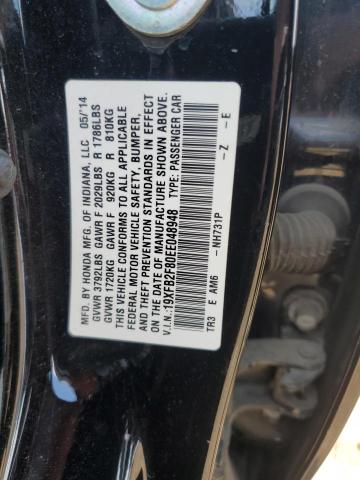 MFD. BY HONDA MFG. OF INDIANA, LLC 05/'14
GVWR 3792LBS GAWR F 2029LBS R 1786LBS
GVWR 1720KG GAWR F 920KG R 810KG
THIS VEHICLE CONFORMS TO ALL APPLICABLE
FEDERAL MOTOR VEHICLE SAFETY, BUMPER,
AND THEFT PREVENTION STANDARDS IN EFFECT
ON THE DATE OF MANUFACTURE SHOWN ABOVE.
V.I.N.:19XFB2F80EE048948 TYPE: PASSENGER CAR
TR3 E AM6 -NH731P -Z -E